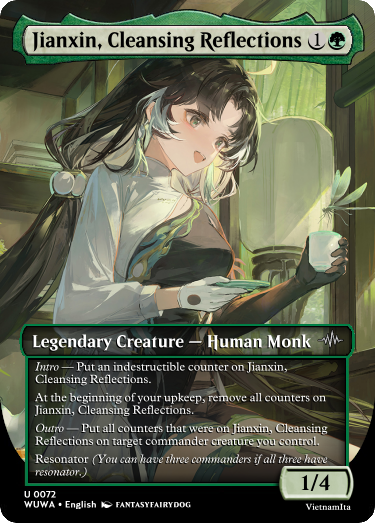 Jianxin, Cleansing Reflections 1
Legendary Creature — Human Monk
Intro — Put an indestructible counter on Jianxin,
Cleansing Reflections.
At the beginning of your upkeep, remove all counters
on Jianxin, Cleansing Reflections.
Outro — Put all counters that were on Jianxin, Cleansing
Reflections on target commander creature you control.
Resonator (You can have three commanders if all three have
resonator.)
1/4
U 0072
WUWA • English FANTASYFAIRYDOG
VietnamIta